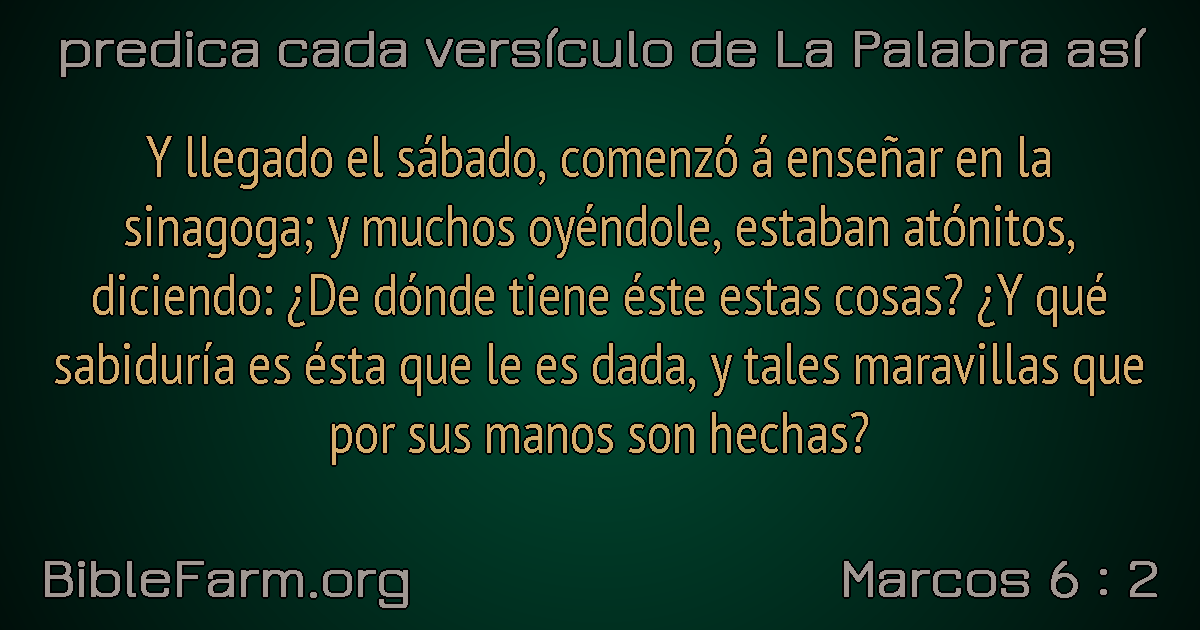 predica cada versículo de La Palabra así
Y llegado el sábado, comenzó á enseñar en la
sinagoga; y muchos oyéndole, estaban atónitos,
diciendo: ¿De dónde tiene éste estas cosas? ¿Y qué
sabiduría es ésta que le es dada, y tales maravillas que
por sus manos son hechas?
BibleFarm.org
Marcos 6 : 2